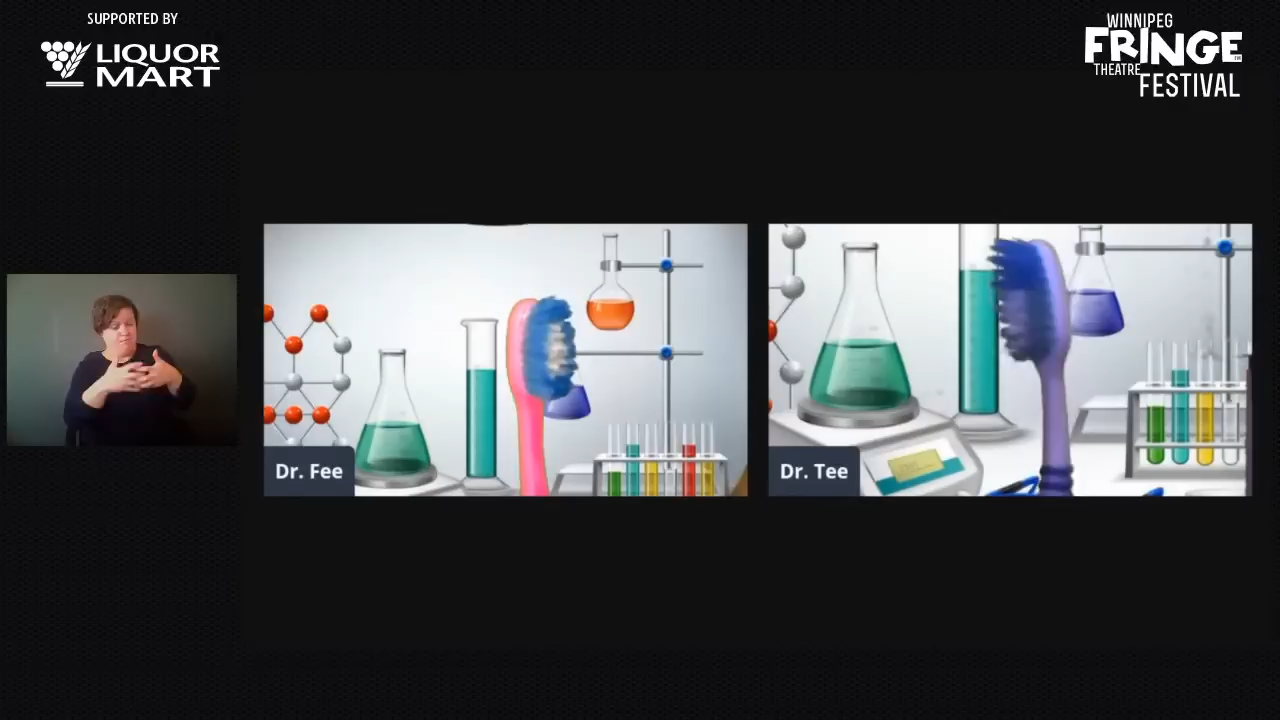 SUPPORTED BY
LIQUOR
MART
WINNIPEG
FRINGE
THEATRE
FESTIVAL
Dr. Fee
Dr. Tee